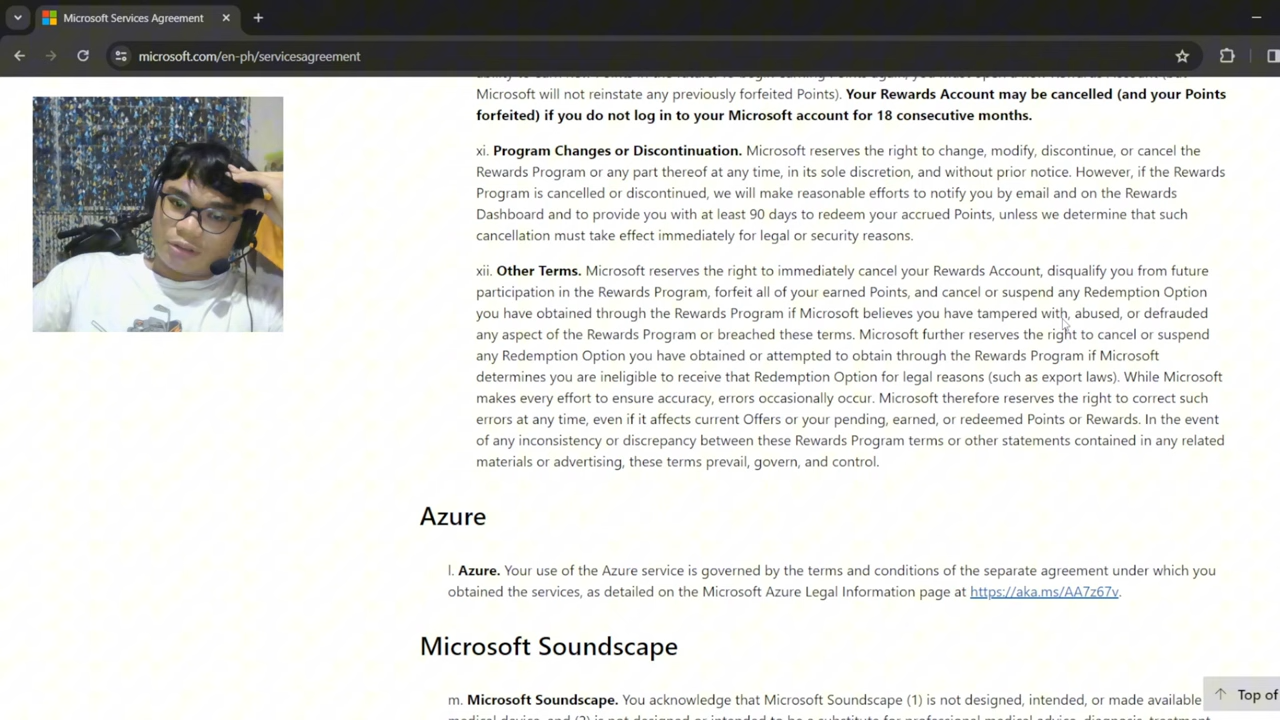 Microsoft Services Agreement
microsoft.com/en-ph/servicesagreement
Microsoft will not reinstate any previously forfeited Points). Your Rewards Account may be cancelled (and your Points
forfeited) if you do not log in to your Microsoft account for 18 consecutive months.
xi. Program Changes or Discontinuation. Microsoft reserves the right to change, modify, discontinue, or cancel the
Rewards Program or any part thereof at any time, in its sole discretion, and without prior notice. However, if the Rewards
Program is cancelled or discontinued, we will make reasonable efforts to notify you by email and on the Rewards
Dashboard and to provide you with at least 90 days to redeem your accrued Points, unless we determine that such
cancellation must take effect immediately for legal or security reasons.
xii. Other Terms. Microsoft reserves the right to immediately cancel your Rewards Account, disqualify you from future
participation in the Rewards Program, forfeit all of your earned Points, and cancel or suspend any Redemption Option
you have obtained through the Rewards Program if Microsoft believes you have tampered with, abused, or defrauded
any aspect of the Rewards Program or breached these terms. Microsoft further reserves the right to cancel or suspend
any Redemption Option you have obtained or attempted to obtain through the Rewards Program if Microsoft
determines you are ineligible to receive that Redemption Option for legal reasons (such as export laws). While Microsoft
makes every effort to ensure accuracy, errors occasionally occur. Microsoft therefore reserves the right to correct such
errors at any time, even if it affects current Offers or your pending, earned, or redeemed Points or Rewards. In the event
of any inconsistency or discrepancy between these Rewards Program terms or other statements contained in any related
materials or advertising, these terms prevail, govern, and control.
Azure
l. Azure. Your use of the Azure service is governed by the terms and conditions of the separate agreement under which you
obtained the services, as detailed on the Microsoft Azure Legal Information page at https://aka.ms/AA7z67v.
Microsoft Soundscape
m. Microsoft Soundscape. You acknowledge that Microsoft Soundscape (1) is not designed, intended, or made available
Top of